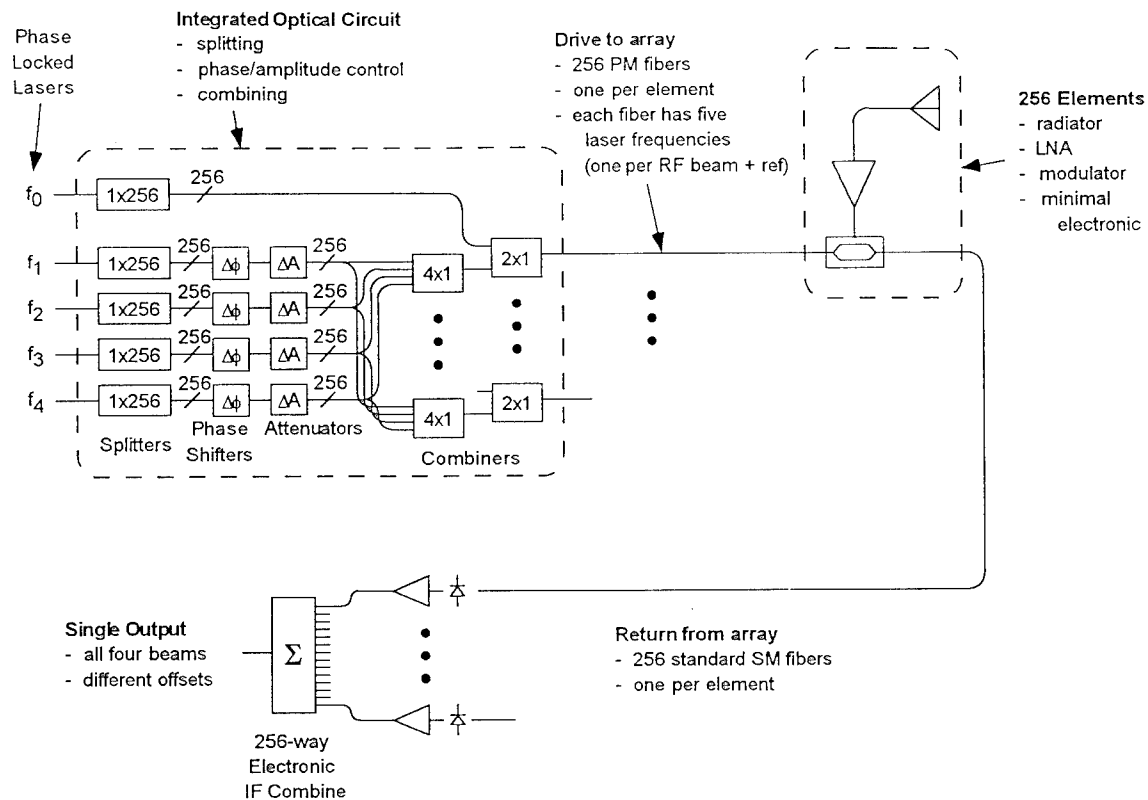 Phase
Locked
Lasers
Integrated Optical Circuit
- splitting
- phase/amplitude control
- combining
Drive to array
- 256 PM fibers
- one per element
- each fiber has five
laser frequencies
(one per RF beam + ref)
256 Elements
- radiator
- LNA
- modulator
- minimal
electronic
f0
1x256
256
f1
1x256
256
Δϕ
ΔA
256
f2
1x256
256
Δϕ
ΔA
256
f3
1x256
256
Δϕ
ΔA
256
f4
1x256
256
Δϕ
ΔA
256
4x1
2x1
4x1
2x1
Splitters
Phase
Shifters
Attenuators
Combiners
Single Output
- all four beams
- different offsets
Σ
256-way
Electronic
IF Combine
Return from array
- 256 standard SM fibers
- one per element